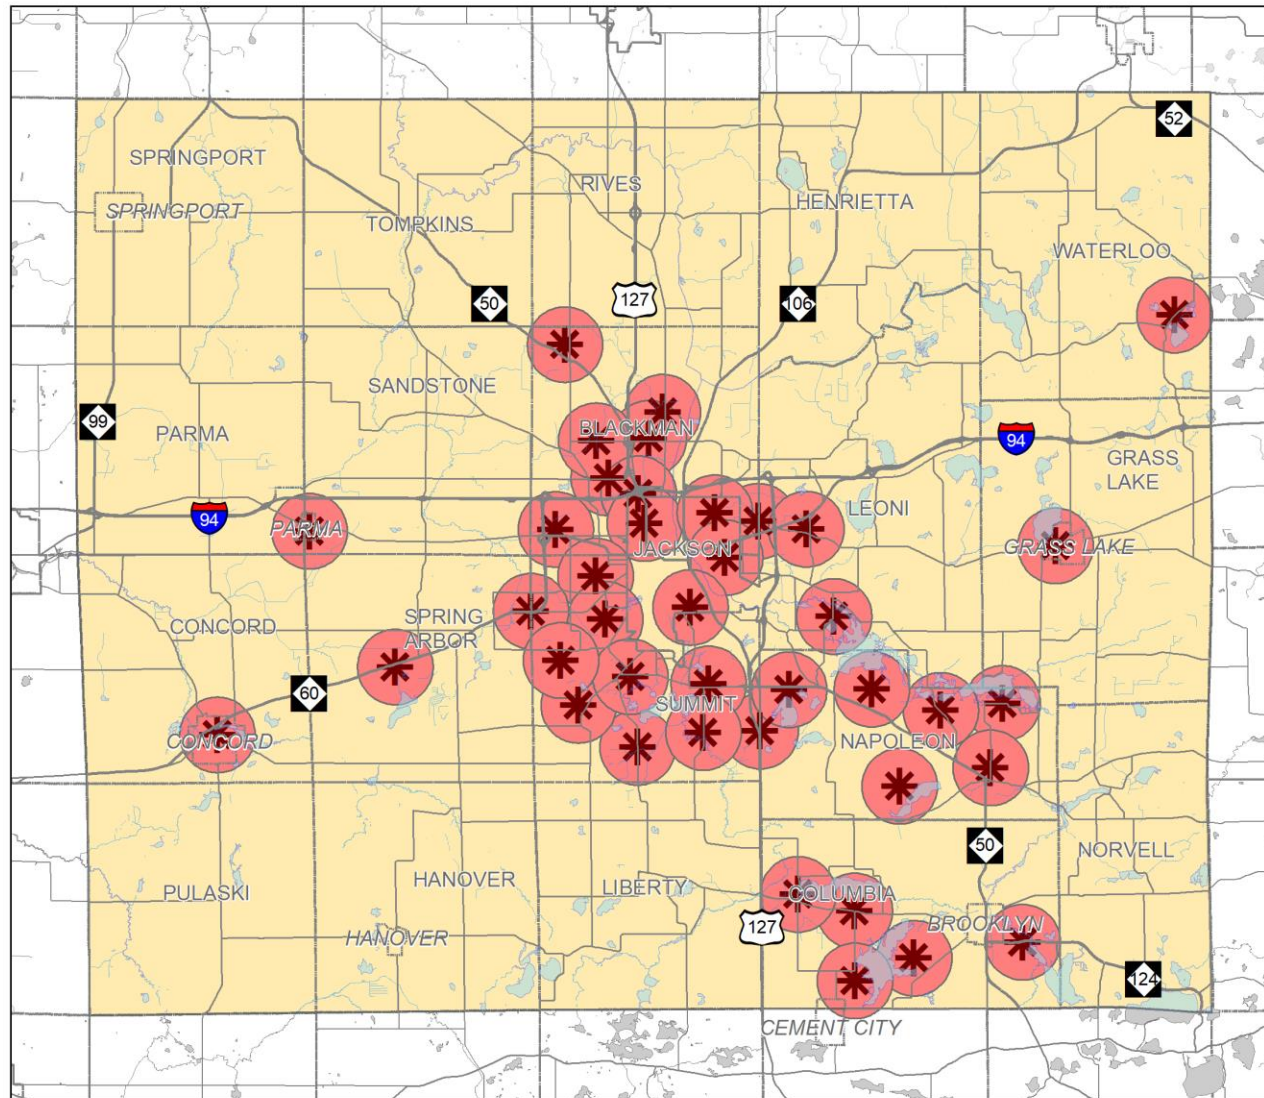 52
SPRINGPORT
RIVES
SPRINGPORT
HENRIETTA
TOMPKINS
WATERLOO
50
127
106
SANDSTONE
99
PARMA
BLACKMAN
94
GRASS
LAKE
94
PARMA
LEONI
JACKSON
GRASS LAKE
CONCORD
SPRING
ARBOR
60
SUMMIT
CONCORD
NAPOLEON
50
NORVELL
PULASKI
HANOVER
LIBERTY
COLUMBIA
127
BROOKLYN
HANOVER
124
CEMENT CITY